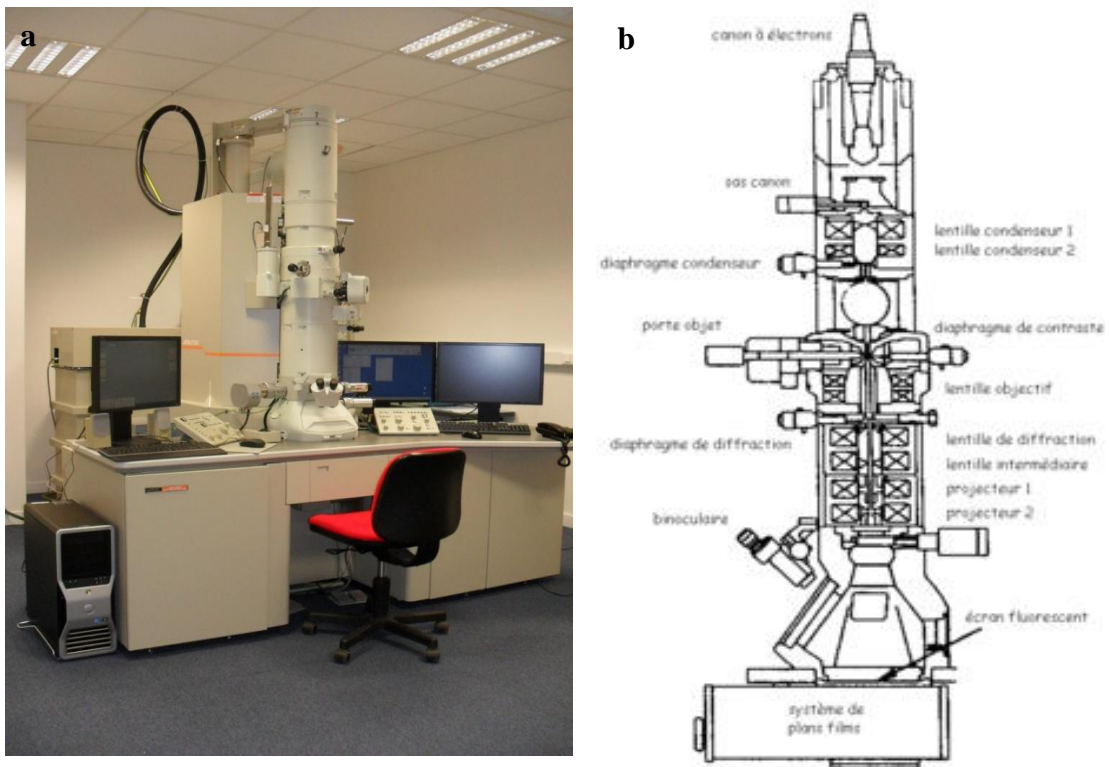 a
b
canon à électrons
sas canon
lentille condenseur 1
lentille condenseur 2
diaphragme condenseur
porte objet
diaphragme de contraste
lentille objectif
diaphragme de diffraction
lentille de diffraction
lentille intermédiaire
projecteur 1
projecteur 2
binoculaire
écran fluorescent
système de
plans films